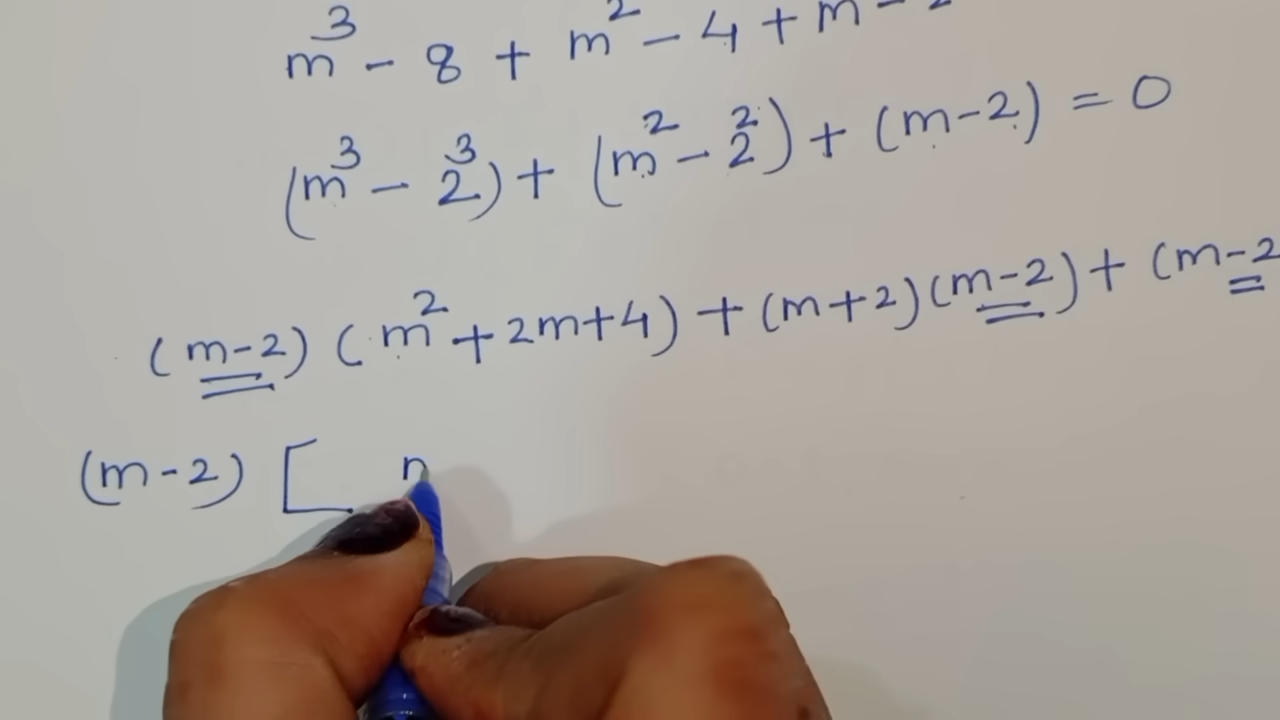 m³ - 8 + m² - 4 + m -
(m³ - 2³) + (m² - 2²) + (m-2) = 0
(m-2) (m² + 2m+4) + (m+2)(m-2) + (m-2
(m-2) [